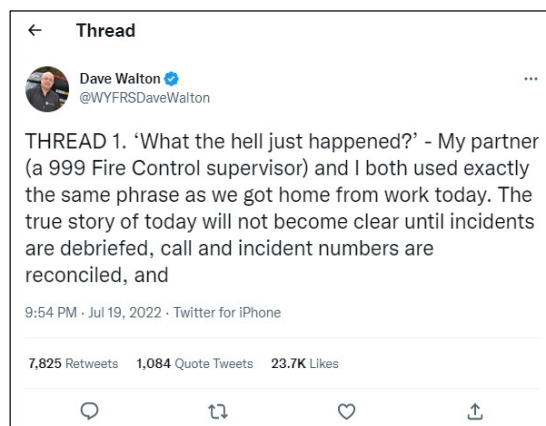 ← Thread
Dave Walton
@WYFRSDaveWalton
THREAD 1. ‘What the hell just happened?’ - My partner
(a 999 Fire Control supervisor) and I both used exactly
the same phrase as we got home from work today. The
true story of today will not become clear until incidents
are debriefed, call and incident numbers are
reconciled, and
9:54 PM · Jul 19, 2022 · Twitter for iPhone
7,825 Retweets 1,084 Quote Tweets 23.7K Likes